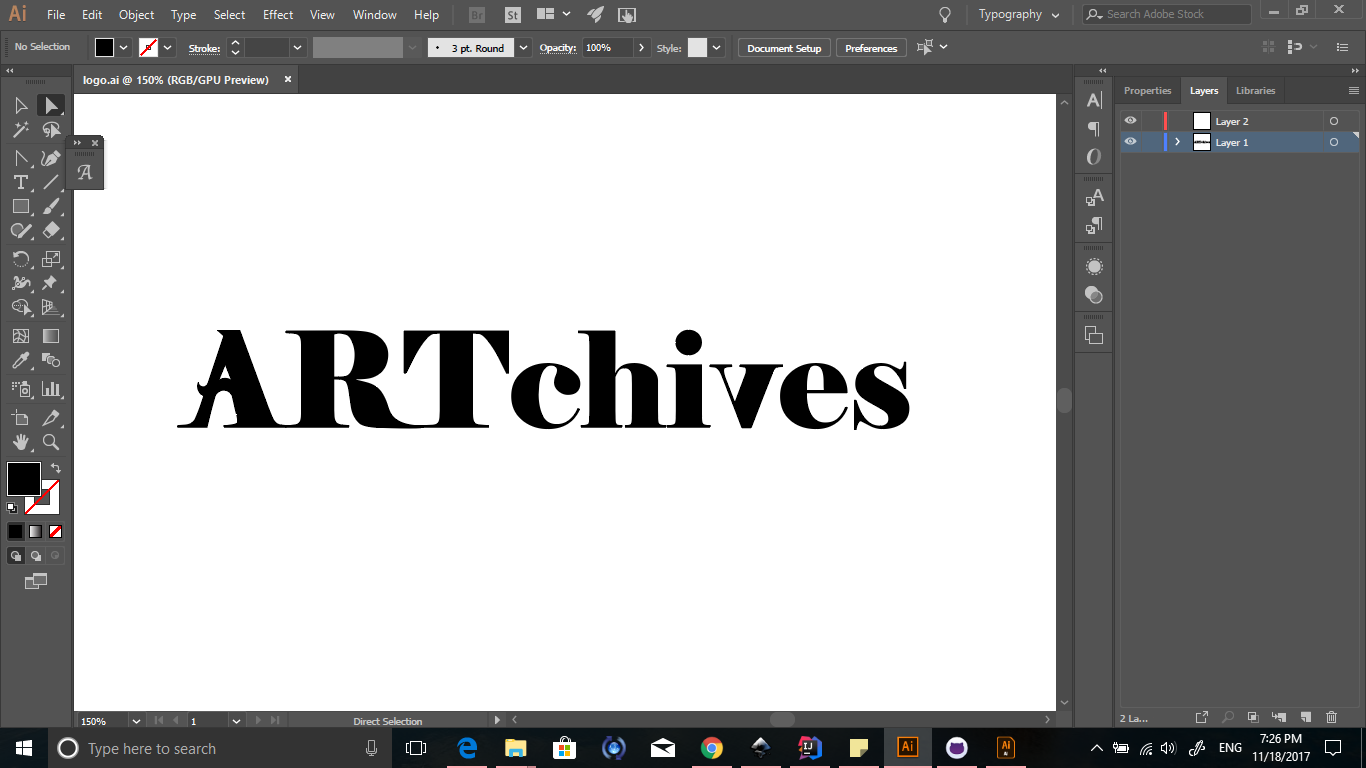 Ai File Edit Object Type Select Effect View Window Help Br St Typography Search Adobe Stock
No Selection Stroke: 3 pt. Round Opacity: 100% Style: Document Setup Preferences
logo.ai @ 150% (RGB/GPU Preview)
Properties Layers Libraries
Layer 2
Layer 1
ARTchives
150% 1 Direct Selection 2 La...
Type here to search ENG 7:26 PM
11/18/2017